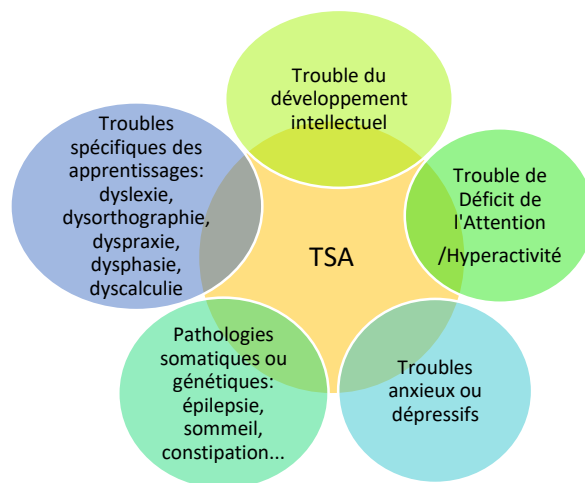 Trouble du
développement
intellectuel
Troubles
spécifiques des
apprentissages:
dyslexie,
dysorthographie,
dyspraxie,
dysphasie,
dyscalculie
Trouble de
Déficit de
l'Attention
/Hyperactivité
TSA
Pathologies
somatiques ou
génétiques:
épilepsie,
sommeil,
constipation...
Troubles
anxieux ou
dépressifs